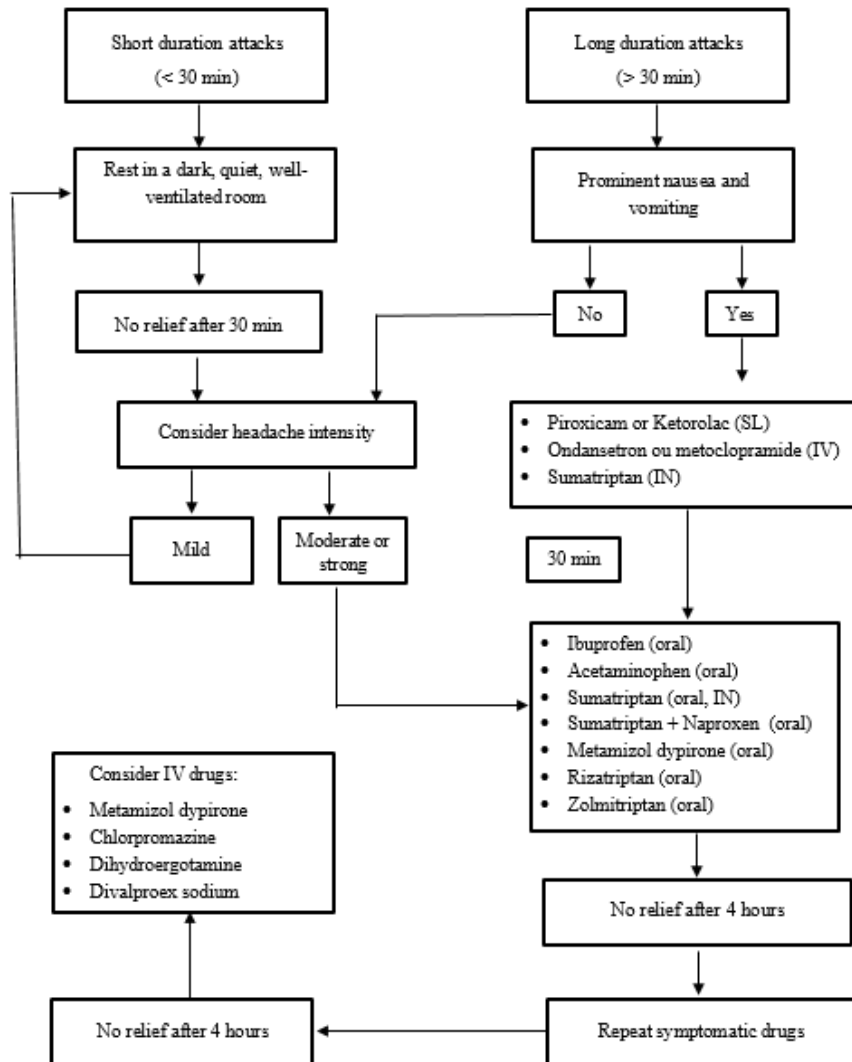 Short duration attacks
(< 30 min)
Long duration attacks
(> 30 min)
Rest in a dark, quiet, well-
ventilated room
Prominent nausea and
vomiting
No relief after 30 min
No
Yes
Consider headache intensity
• Piroxicam or Ketorolac (SL)
• Ondansetron ou metoclopramide (IV)
• Sumatriptan (IN)
Mild
Moderate or
strong
30 min
• Ibuprofen (oral)
• Acetaminophen (oral)
• Sumatriptan (oral, IN)
• Sumatriptan + Naproxen (oral)
• Metamizol dypirone (oral)
• Rizatriptan (oral)
• Zolmitriptan (oral)
Consider IV drugs:
• Metamizol dypirone
• Chlorpromazine
• Dihydroergotamine
• Divalproex sodium
No relief after 4 hours
No relief after 4 hours
Repeat symptomatic drugs